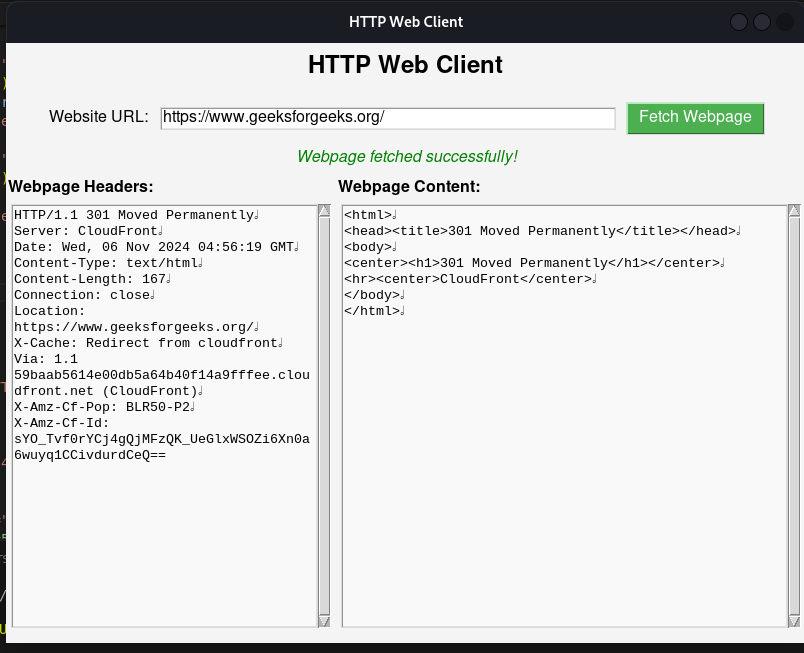 HTTP Web Client
HTTP Web Client
Website URL: https://www.geeksforgeeks.org/ Fetch Webpage
Webpage fetched successfully!
Webpage Headers:
HTTP/1.1 301 Moved Permanently
Server: CloudFront
Date: Wed, 06 Nov 2024 04:56:19 GMT
Content-Type: text/html
Content-Length: 167
Connection: close
Location:
https://www.geeksforgeeks.org/
X-Cache: Redirect from cloudfront
Via: 1.1
59baab5614e00db5a64b40f14a9fffee.clou
dfront.net (CloudFront)
X-Amz-Cf-Pop: BLR50-P2
X-Amz-Cf-Id:
sYO_Tvf0rYCj4gQjMFzQK_UeGlxWSOZi6Xn0a
6wuyq1CCivdurdCeQ==
Webpage Content:
<html>
<head><title>301 Moved Permanently</title></head>
<body>
<center><h1>301 Moved Permanently</h1></center>
<hr><center>CloudFront</center>
</body>
</html>